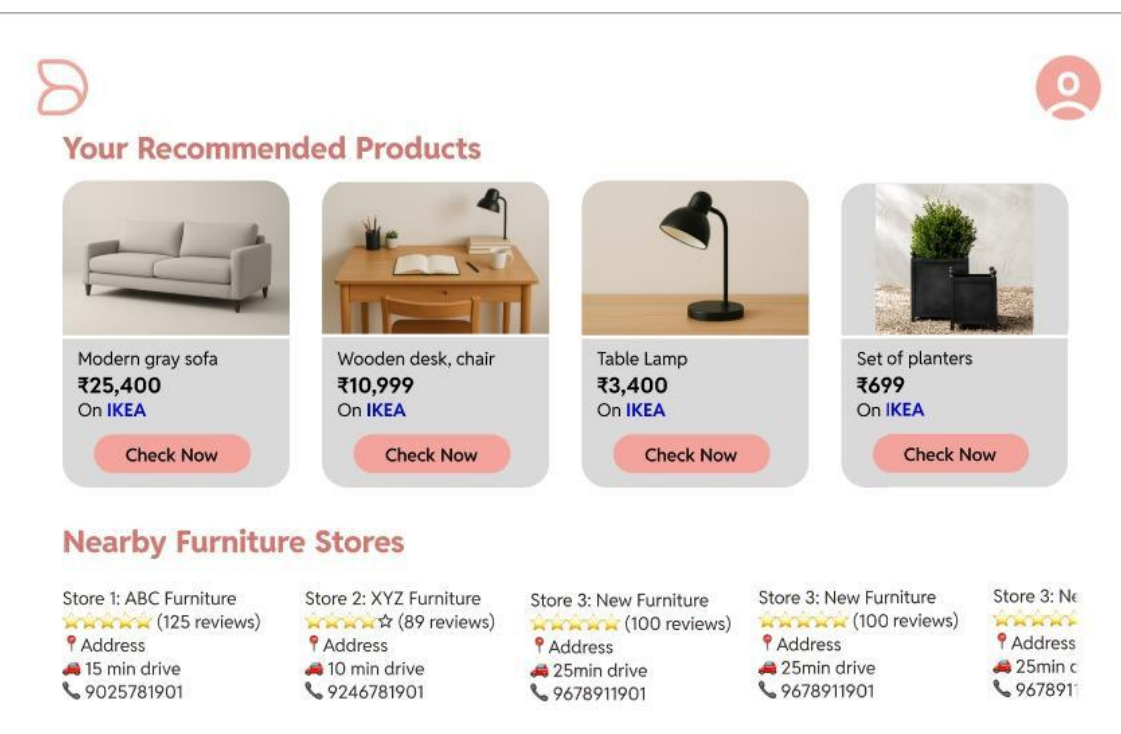 Your Recommended Products
Modern gray sofa
₹25,400
On IKEA
Check Now
Wooden desk, chair
₹10,999
On IKEA
Check Now
Table Lamp
₹3,400
On IKEA
Check Now
Set of planters
₹699
On IKEA
Check Now
Nearby Furniture Stores
Store 1: ABC Furniture
⭐⭐⭐⭐⭐ (125 reviews)
📍Address
🚗 15 min drive
📞 9025781901
Store 2: XYZ Furniture
⭐⭐⭐⭐☆ (89 reviews)
📍Address
🚗 10 min drive
📞 9246781901
Store 3: New Furniture
⭐⭐⭐⭐⭐ (100 reviews)
📍Address
🚗 25min drive
📞 9678911901
Store 3: New Furniture
⭐⭐⭐⭐⭐ (100 reviews)
📍Address
🚗 25min drive
📞 9678911901
Store 3:
⭐⭐⭐⭐
📍Address
🚗 25min
📞 967891